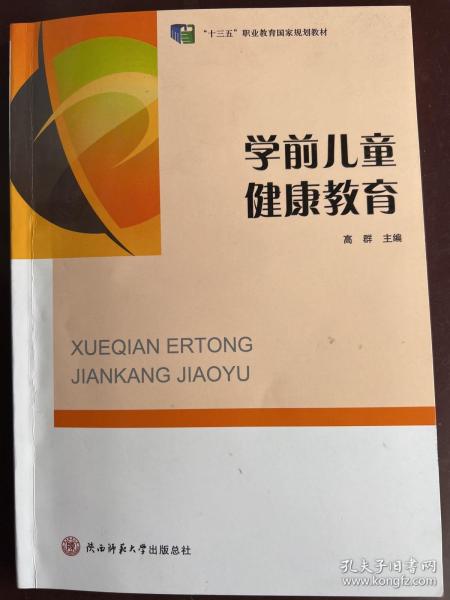 “十三五”职业教育国家规划教材
学前儿童
健康教育
高 群 主编
XUEQIAN ERTONG
JIANKANG JIAOYU
陕西师范大学出版总社
孔夫子旧书网
www.kongfz.com